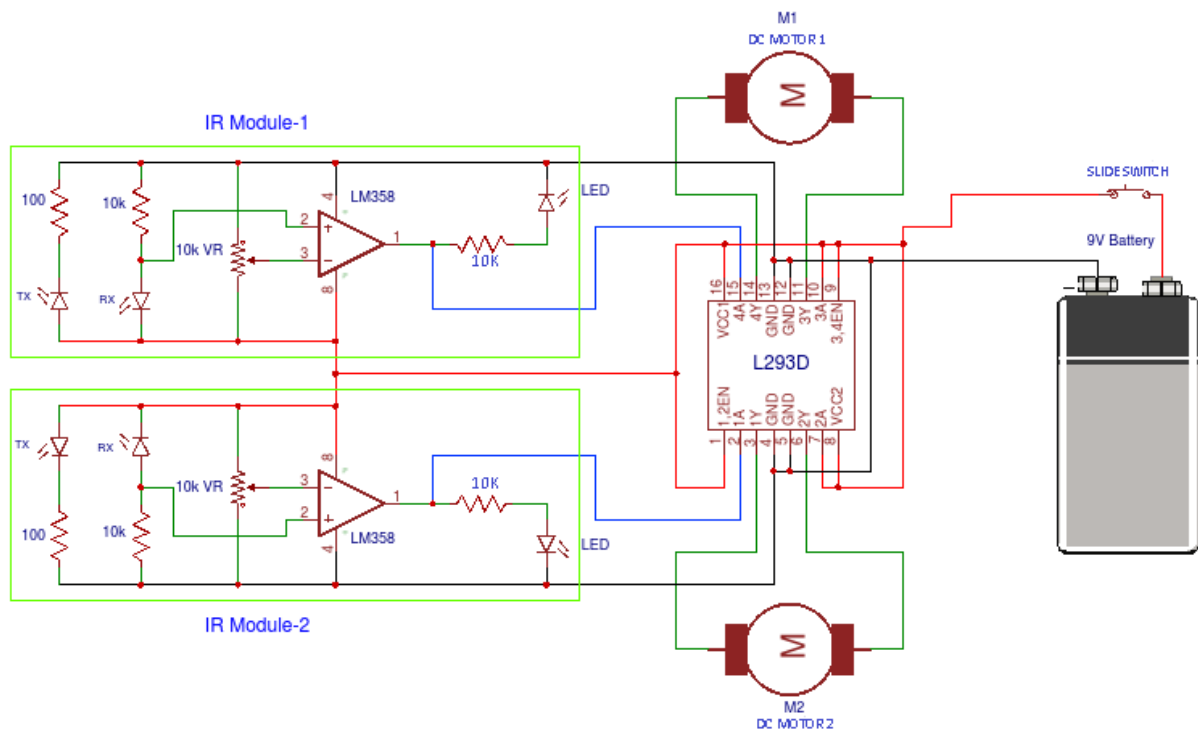 M1
DC MOTOR 1
M
IR Module-1
100
10k
10k VR
4
LM358
2
+
3
−
1
8
10K
LED
TX
RX
SLIDESWITCH
9V Battery
−
16 15 14 13 12 11 10 9
VCC1 4A 4Y GND GND 3Y 3A 3,4EN
L293D
1,2EN 1A 1Y GND GND 2Y 2A VCC2
1 2 3 4 5 6 7 8
TX
RX
10k VR
100
10k
8
3
−
2
+
1
4
LM358
10K
LED
IR Module-2
M
M2
DC MOTOR 2